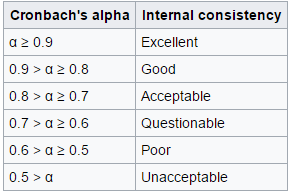 Cronbach's alpha Internal consistency
α ≥ 0.9 Excellent
0.9 > α ≥ 0.8 Good
0.8 > α ≥ 0.7 Acceptable
0.7 > α ≥ 0.6 Questionable
0.6 > α ≥ 0.5 Poor
0.5 > α Unacceptable